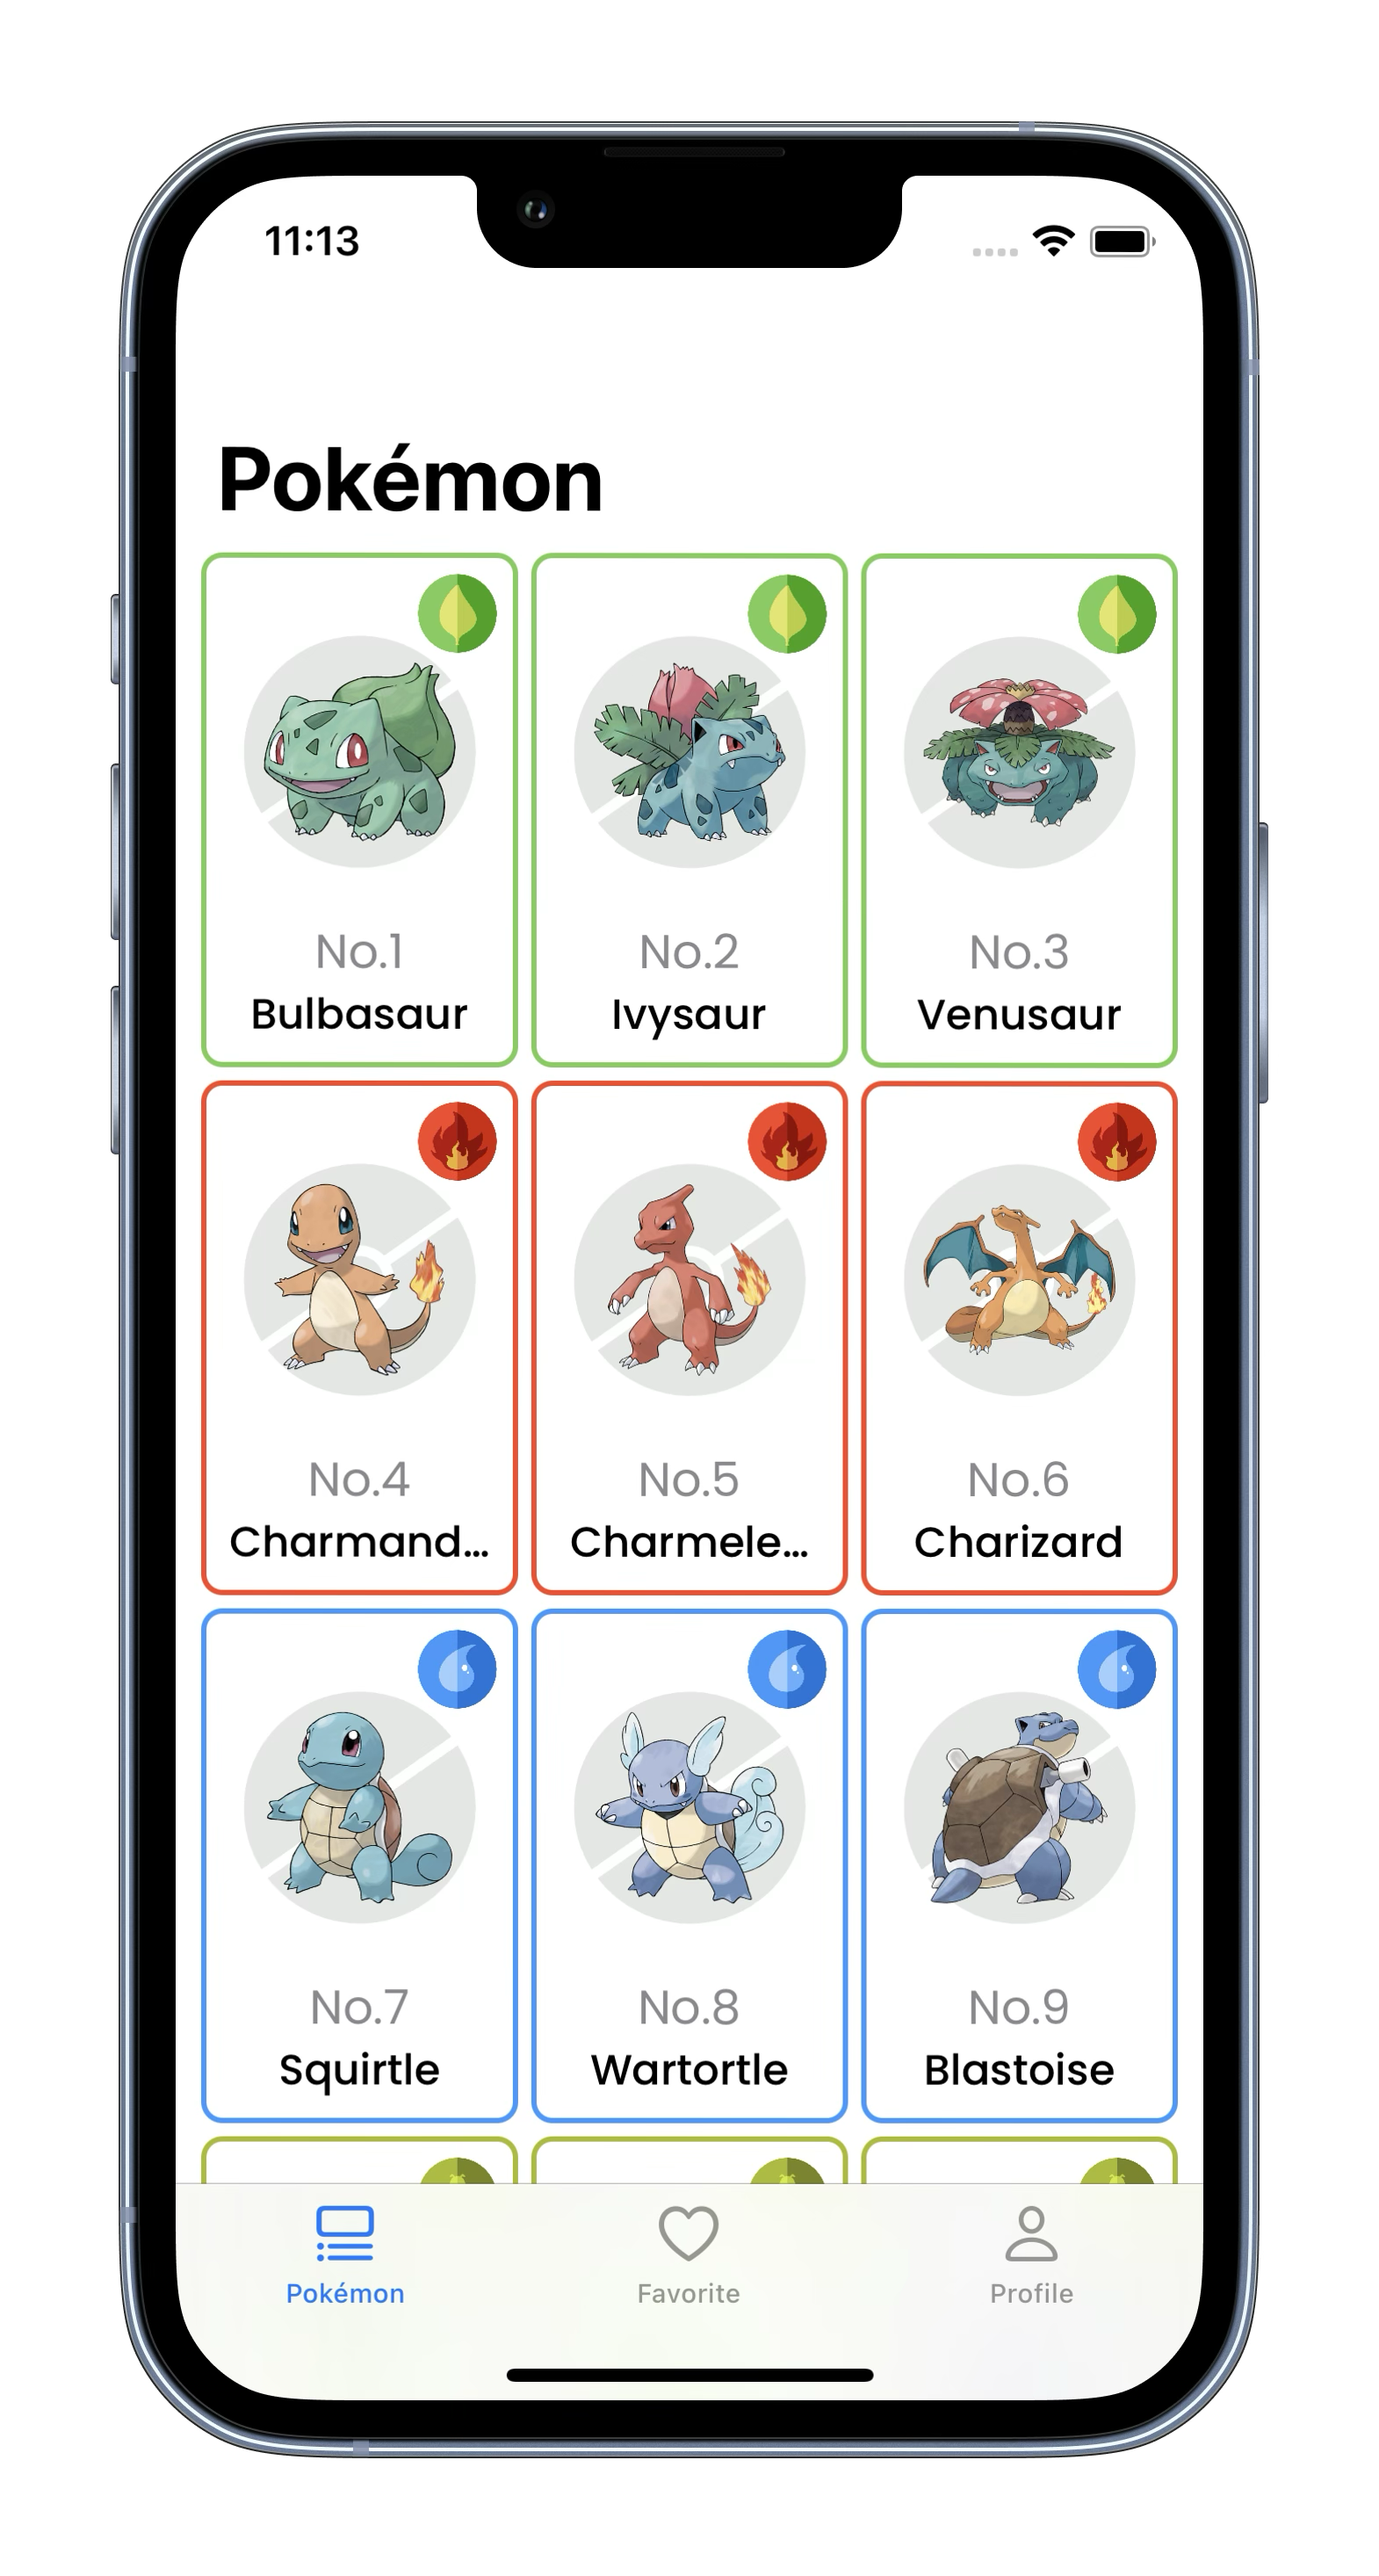 11:13
Pokémon
No.1
Bulbasaur
No.2
Ivysaur
No.3
Venusaur
No.4
Charmand...
No.5
Charmele...
No.6
Charizard
No.7
Squirtle
No.8
Wartortle
No.9
Blastoise
Pokémon
Favorite
Profile